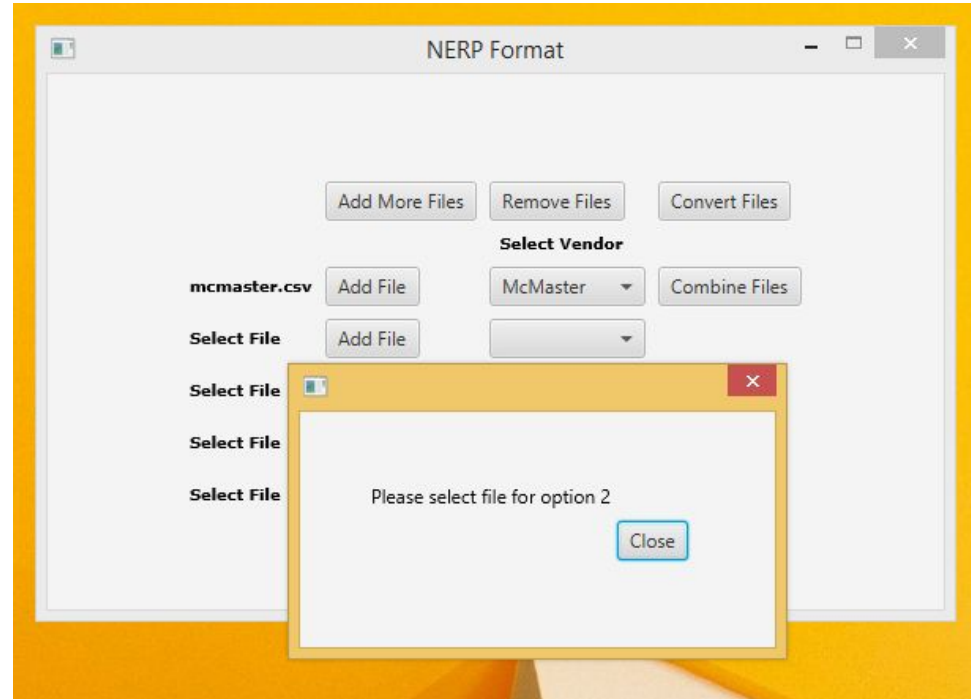 NERP Format
Add More Files Remove Files Convert Files
Select Vendor
mcmaster.csv Add File McMaster Combine Files
Select File Add File
Select File
Select File
Select File
Please select file for option 2
Close